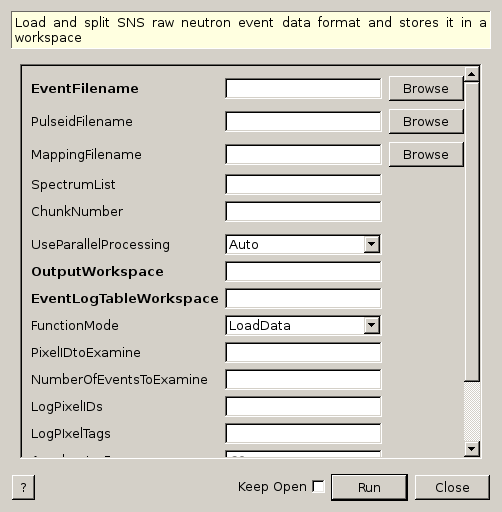 Load and split SNS raw neutron event data format and stores it in a
workspace
EventFilename
Browse
PulseidFilename
Browse
MappingFilename
Browse
SpectrumList
ChunkNumber
UseParallelProcessing
Auto
OutputWorkspace
EventLogTableWorkspace
FunctionMode
LoadData
PixelIDtoExamine
NumberOfEventsToExamine
LogPixelIDs
LogPIxelTags
?
Keep Open
Run
Close